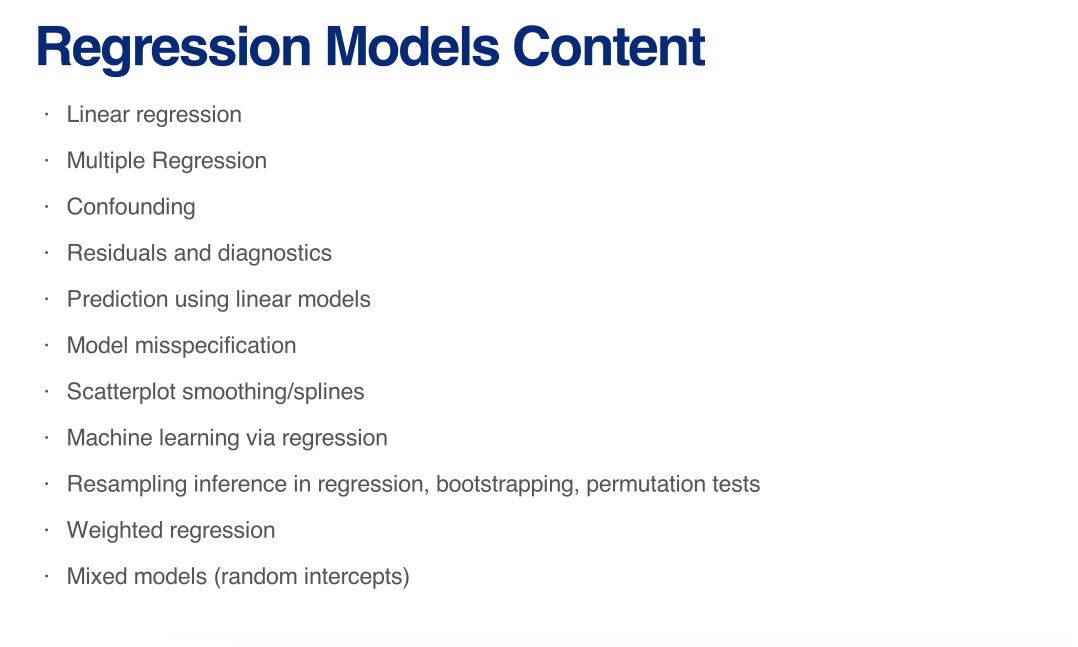 Regression Models Content
· Linear regression
· Multiple Regression
· Confounding
· Residuals and diagnostics
· Prediction using linear models
· Model misspecification
· Scatterplot smoothing/splines
· Machine learning via regression
· Resampling inference in regression, bootstrapping, permutation tests
· Weighted regression
· Mixed models (random intercepts)